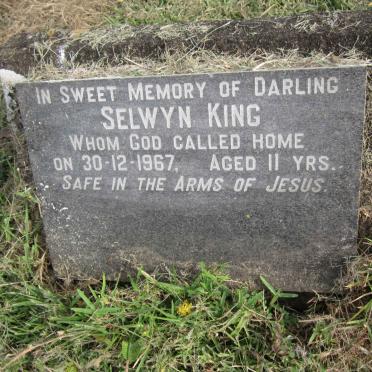 IN SWEET MEMORY OF DARLING
SELWYN KING
WHOM GOD CALLED HOME
ON 30-12-1967, AGED 11 YRS.
SAFE IN THE ARMS OF JESUS.